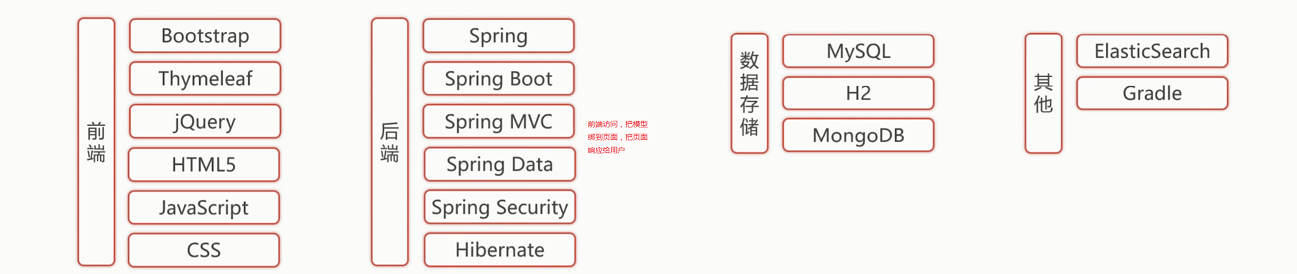 前端
Bootstrap
Thymeleaf
jQuery
HTML5
JavaScript
CSS
后端
Spring
Spring Boot
Spring MVC
Spring Data
Spring Security
Hibernate
前端访问，把模型
绑到页面，把页面
响应给用户
数据存储
MySQL
H2
MongoDB
其他
ElasticSearch
Gradle